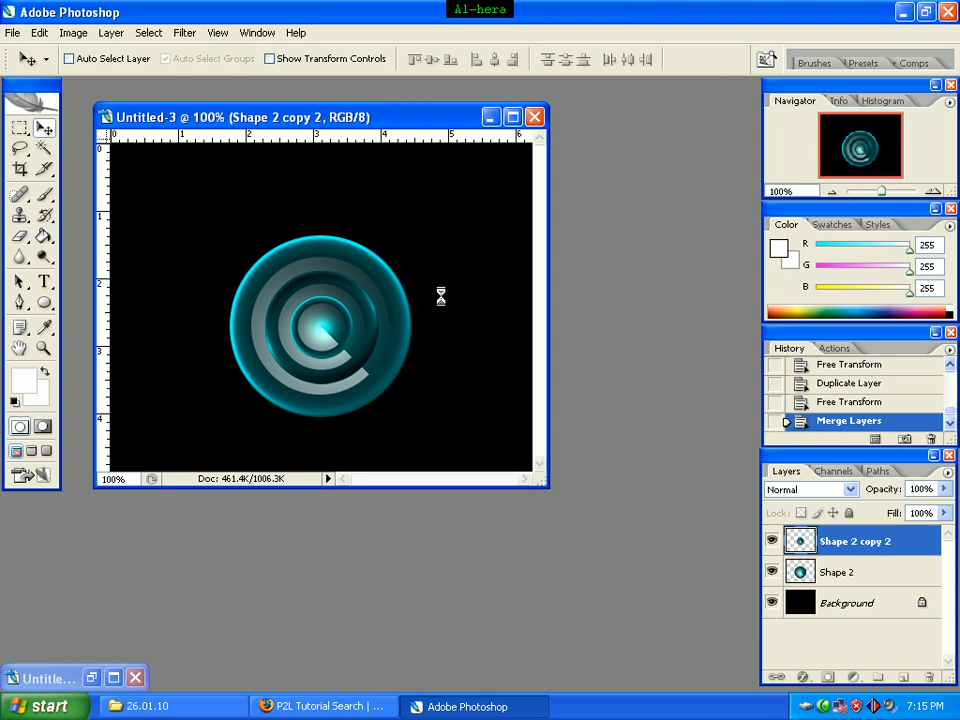 Al-hera
Adobe Photoshop
File Edit Image Layer Select Filter View Window Help
Auto Select Layer Auto Select Groups Show Transform Controls
Brushes Presets Comps
Untitled-3 @ 100% (Shape 2 copy 2, RGB/8)
0 1 2 3 4 5 6
0
1
2
3
4
100% Doc: 461.4K/1006.3K
Navigator Info Histogram
100%
Color Swatches Styles
R 255
G 255
B 255
History Actions
Free Transform
Duplicate Layer
Free Transform
Merge Layers
Layers Channels Paths
Normal Opacity: 100%
Lock: Fill: 100%
Shape 2 copy 2
Shape 2
Background
Untitle...
start 26.01.10 P2L Tutorial Search | ... Adobe Photoshop 7:15 PM